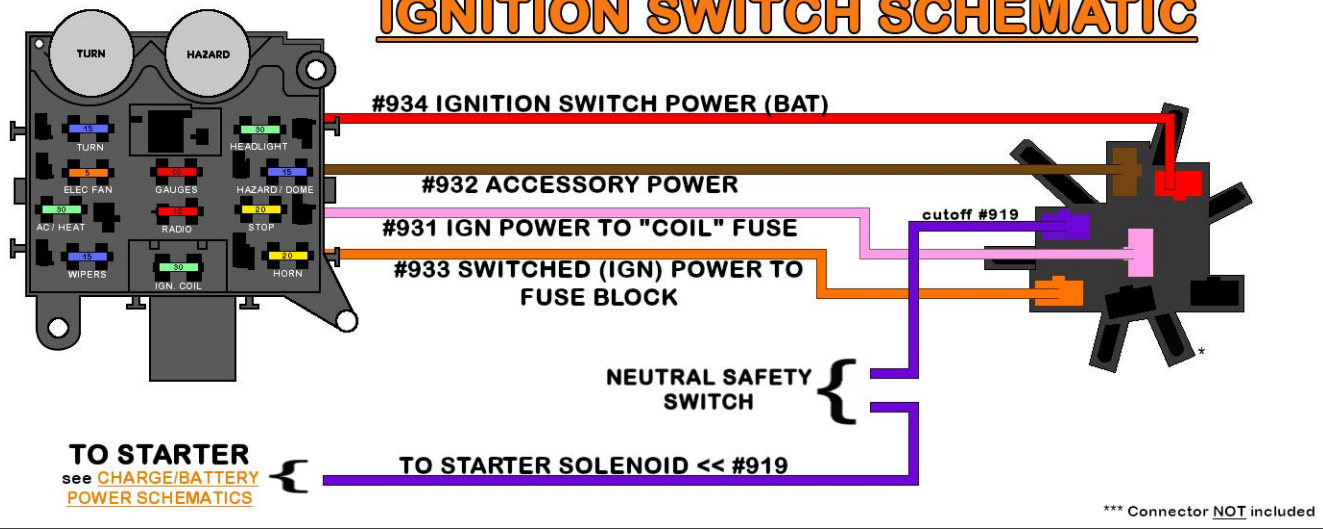 IGNITION SWITCH SCHEMATIC
TURN
HAZARD
#934 IGNITION SWITCH POWER (BAT)
15
TURN
30
HEADLIGHT
5
ELEC FAN
10
GAUGES
15
HAZARD / DOME
#932 ACCESSORY POWER
30
AC / HEAT
10
RADIO
20
STOP
#931 IGN POWER TO "COIL" FUSE
cutoff #919
15
WIPERS
30
IGN. COIL
20
HORN
#933 SWITCHED (IGN) POWER TO
FUSE BLOCK
*
NEUTRAL SAFETY
SWITCH
TO STARTER
see CHARGE/BATTERY
POWER SCHEMATICS
TO STARTER SOLENOID << #919
*** Connector NOT included